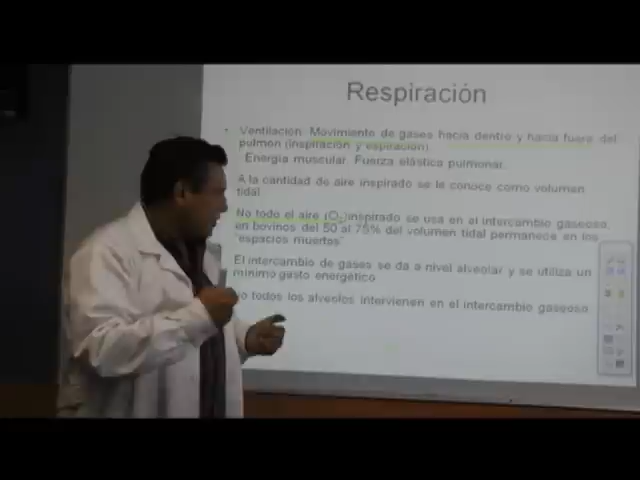 Respiración
• Ventilación. Movimiento de gases hacia dentro y hacia fuera del
pulmón (inspiración y espiración).
Energía muscular. Fuerza elástica pulmonar.
A la cantidad de aire inspirado se le conoce como volumen
tidal
No todo el aire (O2)inspirado se usa en el intercambio gaseoso,
en bovinos del 50 al 75% del volumen tidal permanece en los
"espacios muertos"
El intercambio de gases se da a nivel alveolar y se utiliza un
mínimo gasto energético
No todos los alveolos intervienen en el intercambio gaseoso